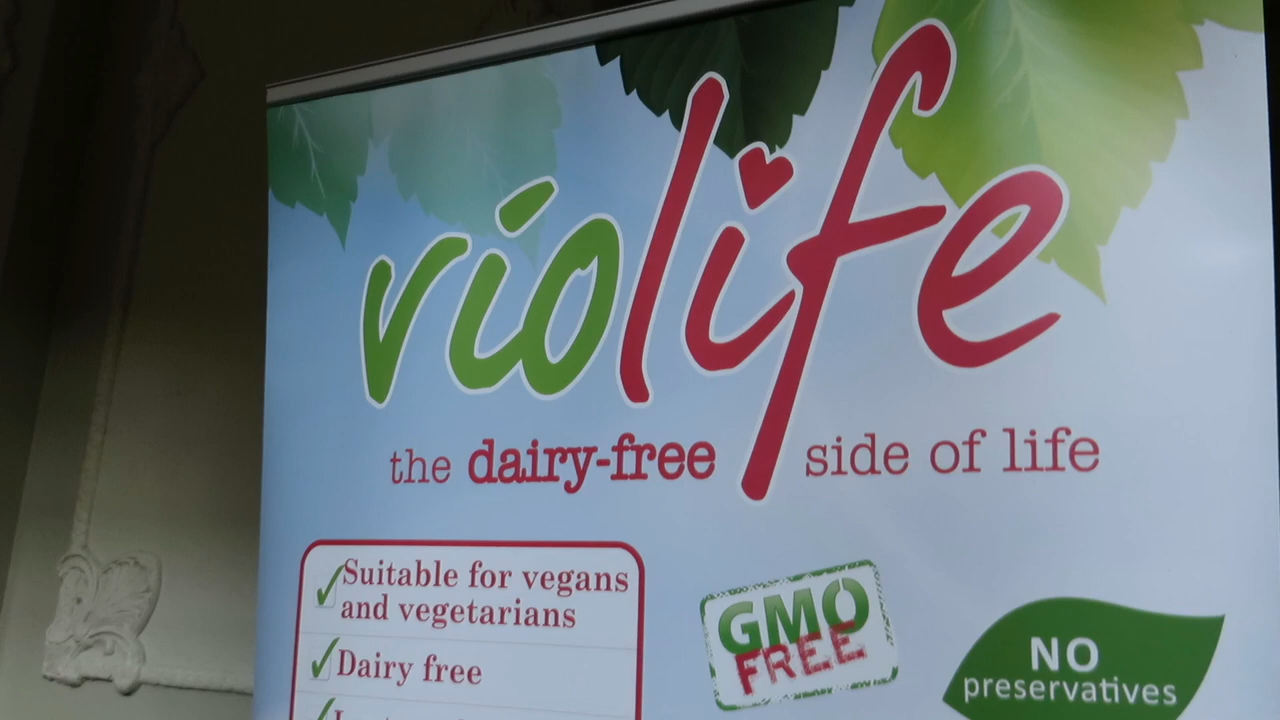 violife
the dairy-free side of life
Suitable for vegans
and vegetarians
Dairy free
GMO
FREE
NO
preservatives